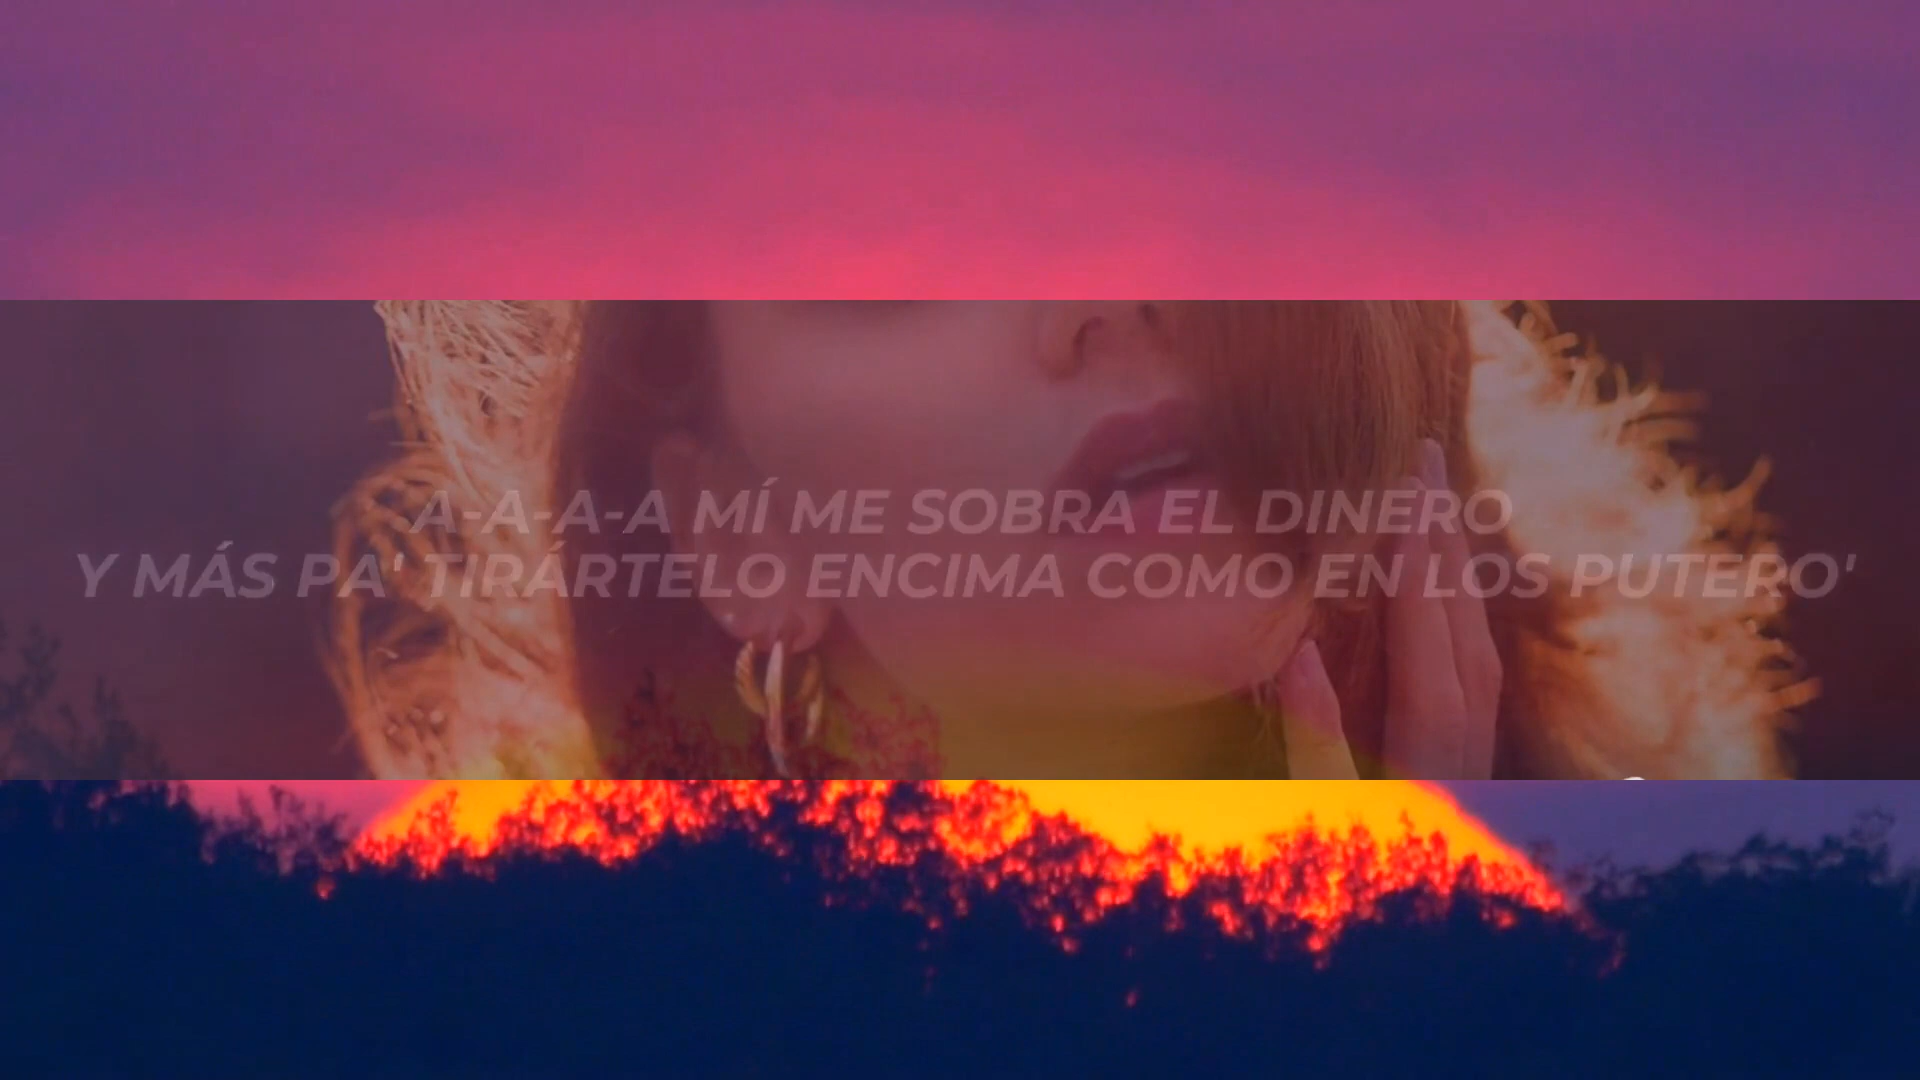 A-A-A-A MÍ ME SOBRA EL DINERO
Y MÁS PA' TIRÁRTELO ENCIMA COMO EN LOS PUTERO'